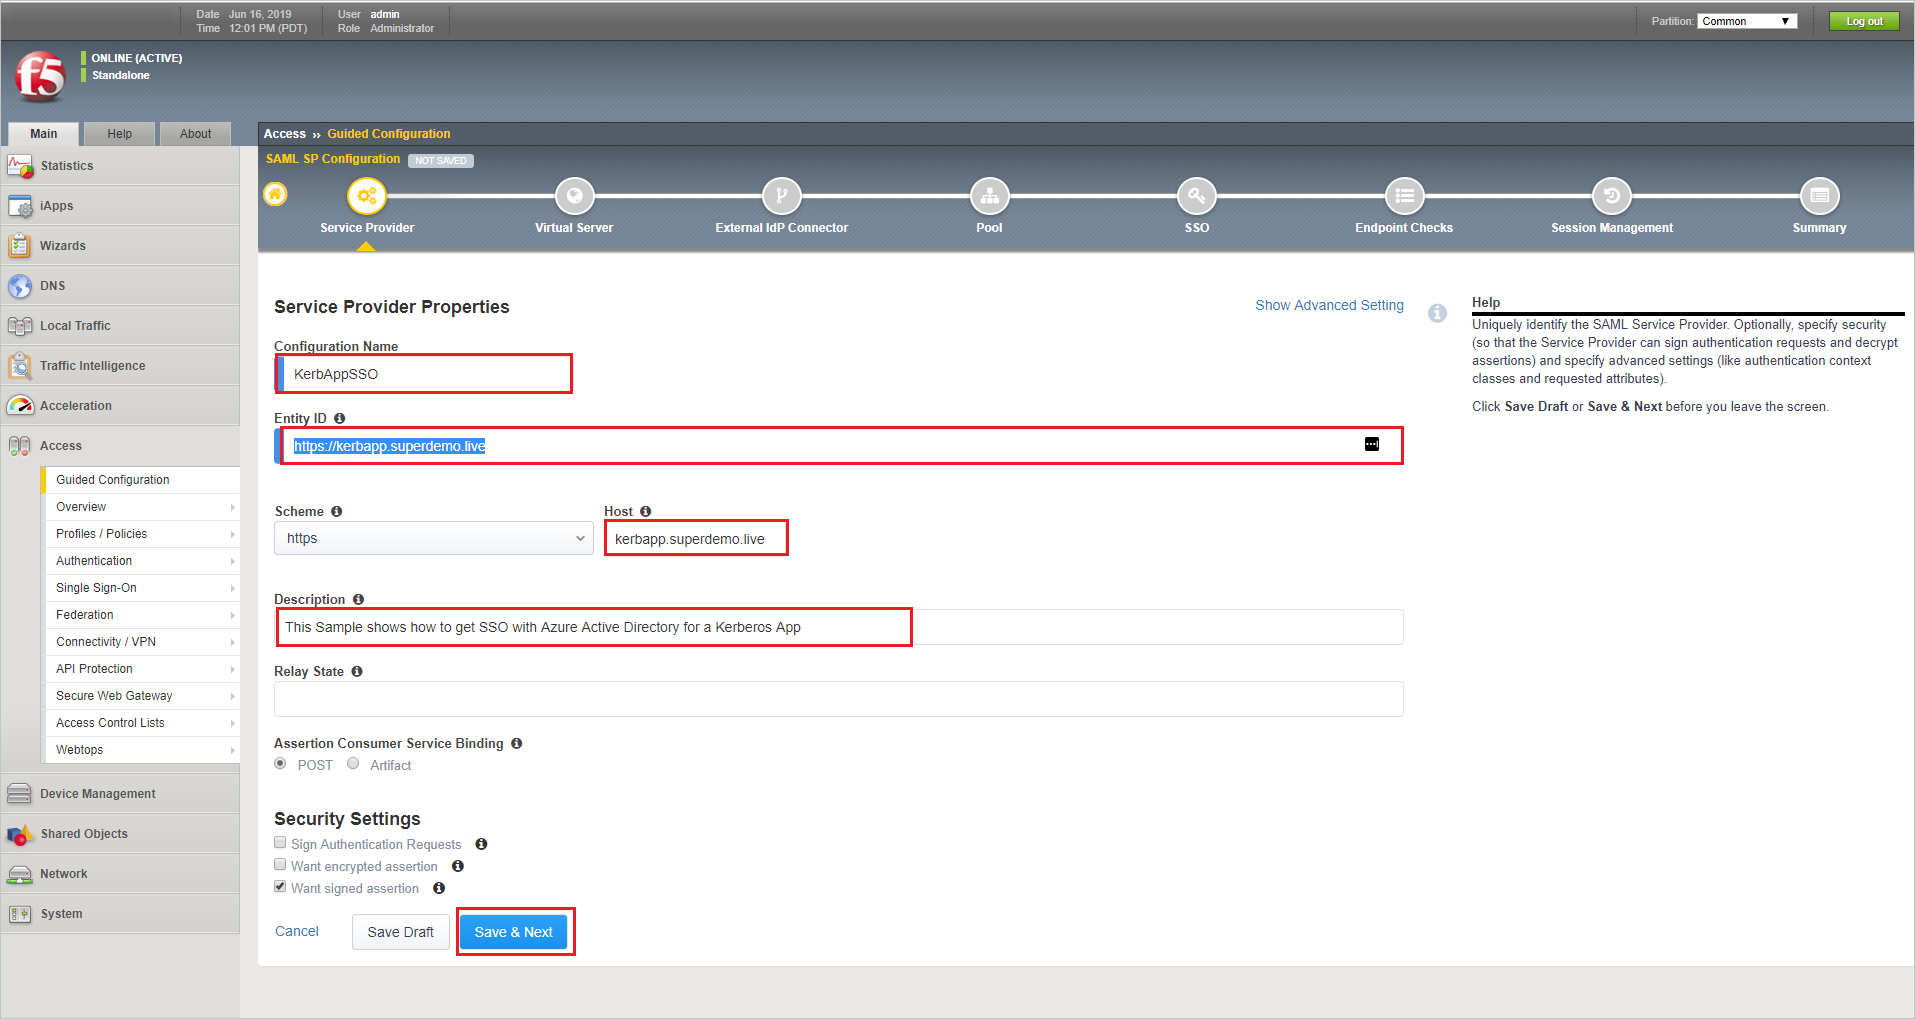 Date Jun 16, 2019
Time 12:01 PM (PDT)
User admin
Role Administrator
Partition: Common
Log out
f5
ONLINE (ACTIVE)
Standalone
Main Help About
Access ›› Guided Configuration
SAML SP Configuration NOT SAVED
Service Provider Virtual Server External IdP Connector Pool SSO Endpoint Checks Session Management Summary
Statistics
iApps
Wizards
DNS
Local Traffic
Traffic Intelligence
Acceleration
Access
Guided Configuration
Overview
Profiles / Policies
Authentication
Single Sign-On
Federation
Connectivity / VPN
API Protection
Secure Web Gateway
Access Control Lists
Webtops
Device Management
Shared Objects
Network
System
Service Provider Properties
Show Advanced Setting
Configuration Name
KerbAppSSO
Entity ID
https://kerbapp.superdemo.live
Scheme Host
https kerbapp.superdemo.live
Description
This Sample shows how to get SSO with Azure Active Directory for a Kerberos App
Relay State
Assertion Consumer Service Binding
POST Artifact
Security Settings
Sign Authentication Requests
Want encrypted assertion
Want signed assertion
Cancel Save Draft Save & Next
Help
Uniquely identify the SAML Service Provider. Optionally, specify security
(so that the Service Provider can sign authentication requests and decrypt
assertions) and specify advanced settings (like authentication context
classes and requested attributes).
Click Save Draft or Save & Next before you leave the screen.